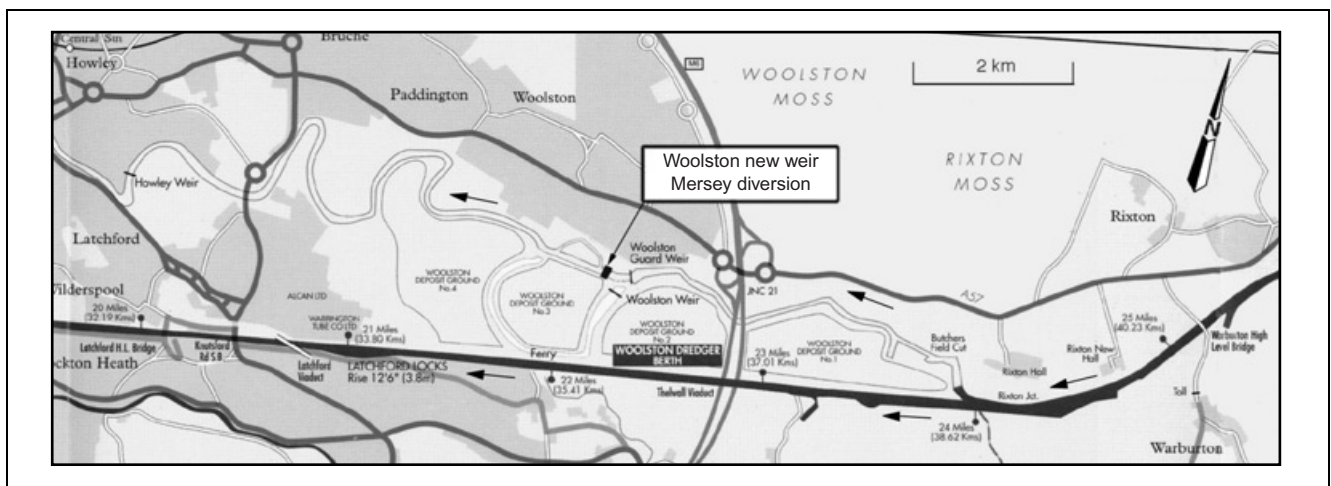 Central Stn
Howley
Bruche
Paddington
Woolston
M6
WOOLSTON
MOSS
2 km
N
Woolston new weir
Mersey diversion
RIXTON
MOSS
Howley Weir
Rixton
Latchford
Woolston
Guard Weir
WOOLSTON
DEPOSIT GROUND
No.4
WOOLSTON
DEPOSIT GROUND
No.3
Woolston Weir
JNC 21
A57
ALCAN LTD
WARRINGTON
TUBE CO LTD
Wilderspool
20 Miles
(32.19 Kms)
21 Miles
(33.80 Kms)
WOOLSTON
DEPOSIT GROUND
No.2
WOOLSTON DREDGER
BERTH
23 Miles
(37.01 Kms)
WOOLSTON
DEPOSIT GROUND
No.1
Butchers
Field Cut
25 Miles
(40.23 Kms)
Rixton New
Hall
Warburton High
Level Bridge
Latchford H.L. Bridge
Knutsford
Rd S.B
Latchford
Viaduct
LATCHFORD LOCKS
Rise 12'6" (3.8m)
Ferry
22 Miles
(35.41 Kms)
Thelwall Viaduct
Rixton Hall
Rixton Jct.
Toll
ockton Heath
24 Miles
(38.62 Kms)
Warburton